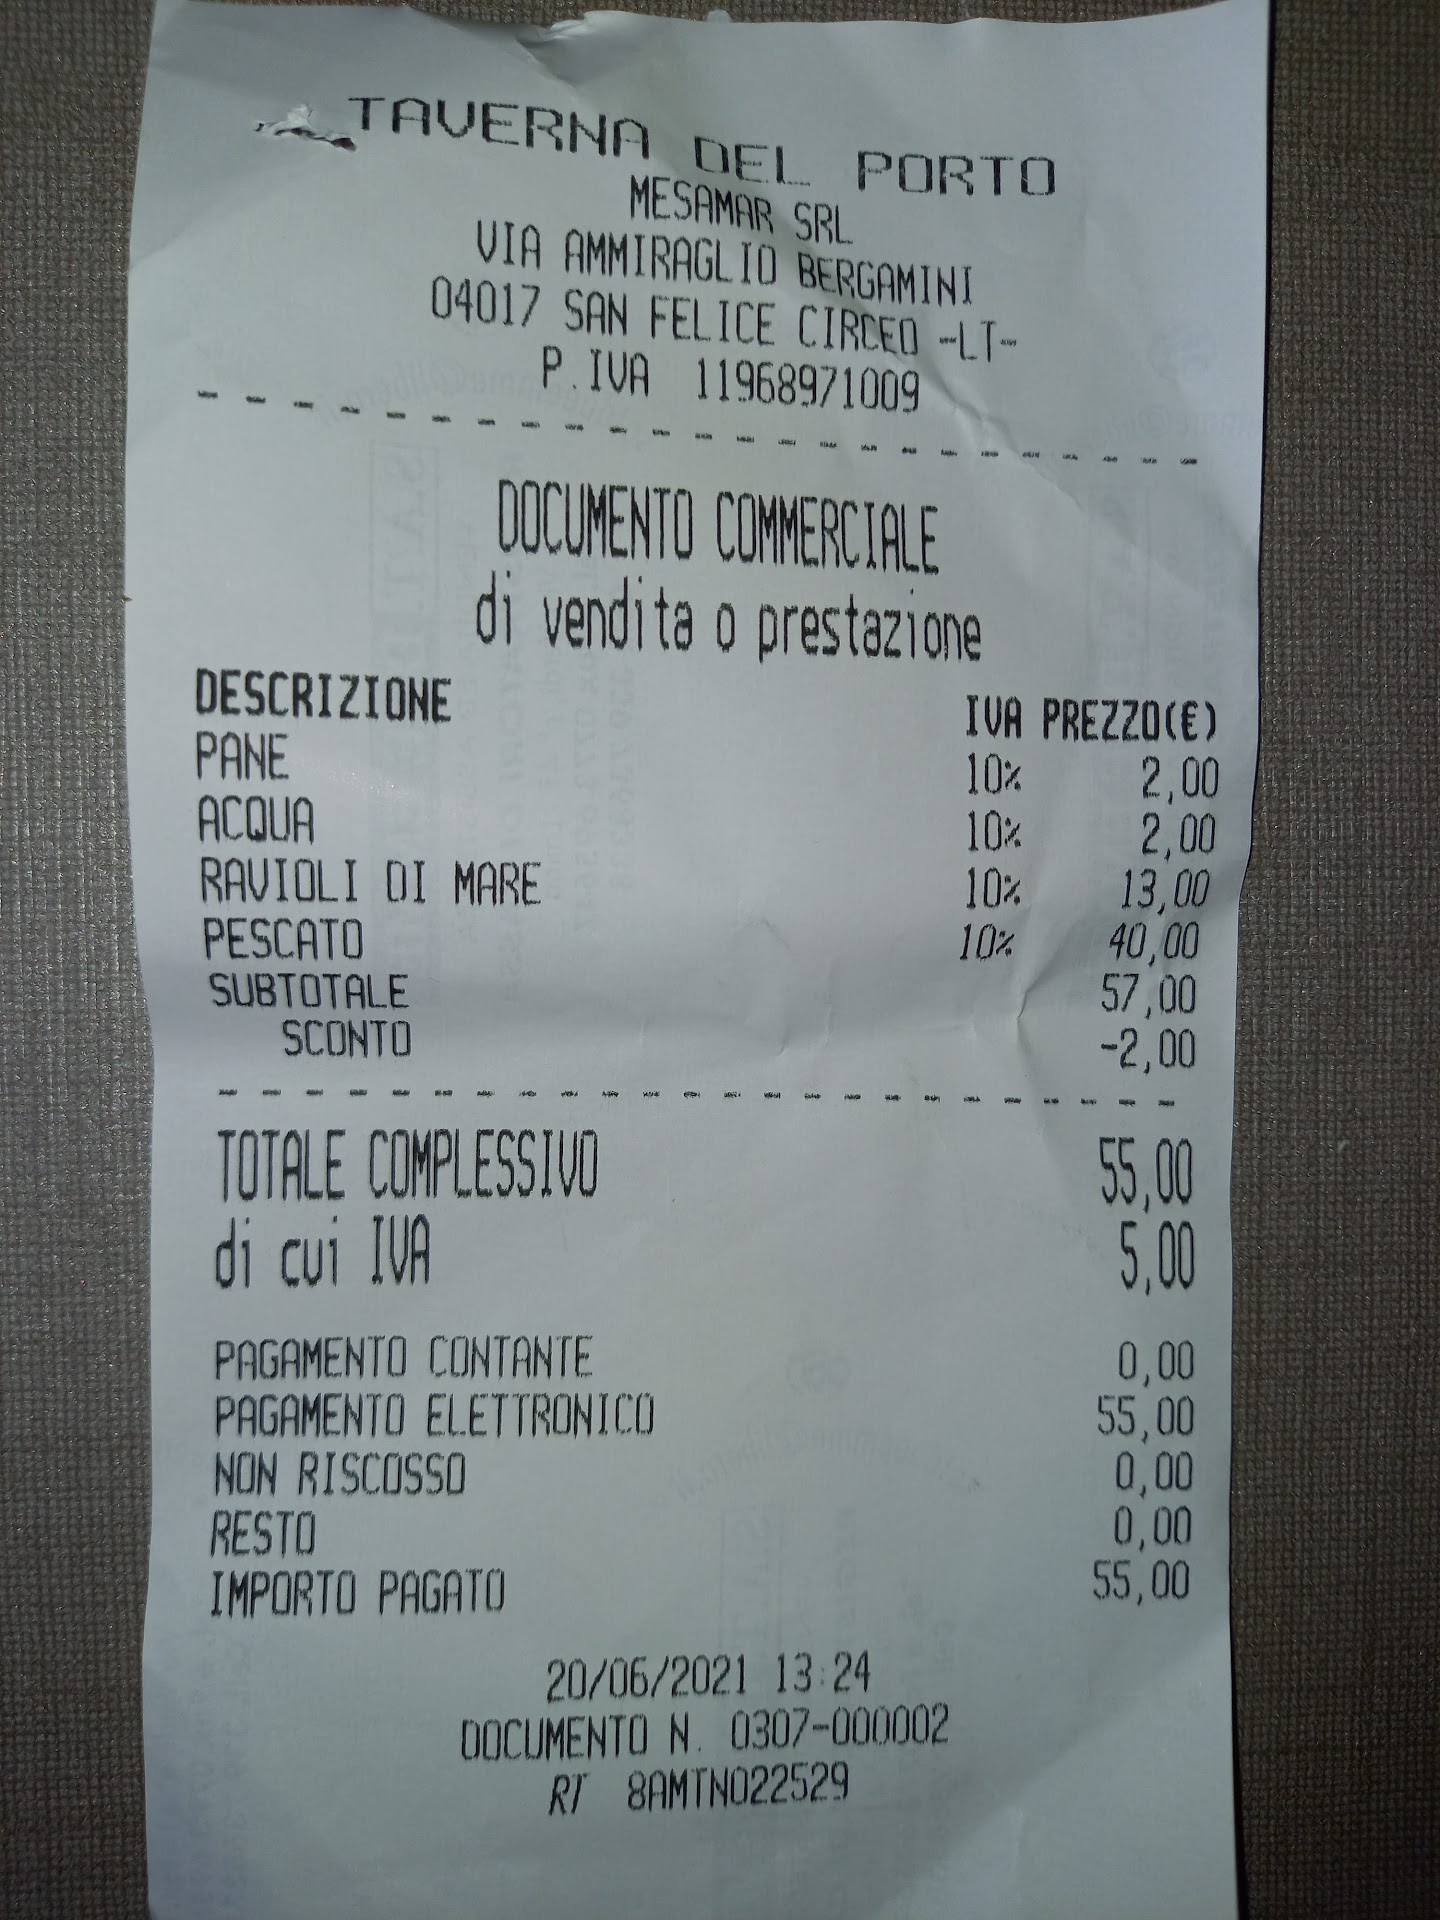 TAVERNA DEL PORTO
MESAMAR SRL
VIA AMMIRAGLIO BERGAMINI
04017 SAN FELICE CIRCEO -LT-
P.IVA 11968971009
DOCUMENTO COMMERCIALE
di vendita o prestazione
DESCRIZIONE IVA PREZZO(€)
PANE 10% 2,00
ACQUA 10% 2,00
RAVIOLI DI MARE 10% 13,00
PESCATO 10% 40,00
SUBTOTALE 57,00
SCONTO -2,00
TOTALE COMPLESSIVO 55,00
di cui IVA 5,00
PAGAMENTO CONTANTE 0,00
PAGAMENTO ELETTRONICO 55,00
NON RISCOSSO 0,00
RESTO 0,00
IMPORTO PAGATO 55,00
20/06/2021 13:24
DOCUMENTO N. 0307-000002
RT 8AMTN022529